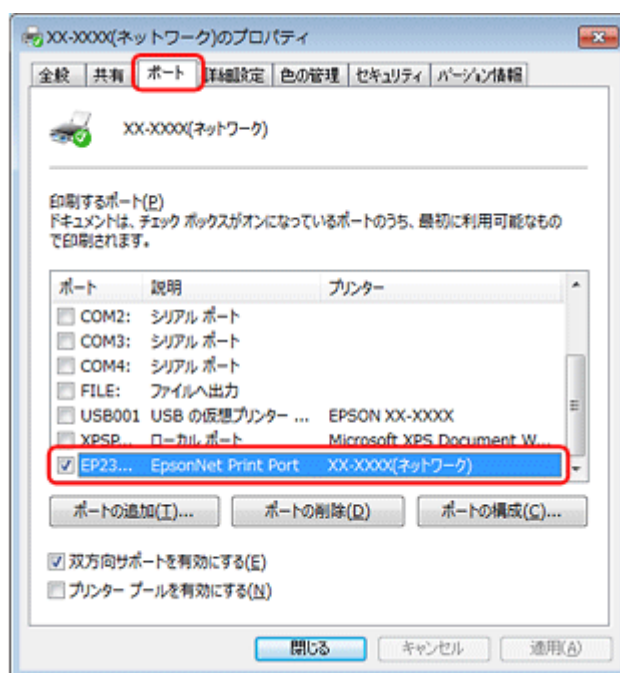 XX-XXXX(ネットワーク)のプロパティ
全般 共有 ポート 詳細設定 色の管理 セキュリティ バージョン情報
XX-XXXX(ネットワーク)
印刷するポート(P)
ドキュメントは、チェック ボックスがオンになっているポートのうち、最初に利用可能なもの
で印刷されます。
ポート 説明 プリンター
COM2: シリアル ポート
COM3: シリアル ポート
COM4: シリアル ポート
FILE: ファイルへ出力
USB001 USB の仮想プリンター ... EPSON XX-XXXX
XPSP... ローカル ポート Microsoft XPS Document W...
EP23... EpsonNet Print Port XX-XXXX(ネットワーク)
ポートの追加(T)... ポートの削除(D) ポートの構成(C)...
双方向サポートを有効にする(E)
プリンター プールを有効にする(N)
閉じる キャンセル 適用(A)